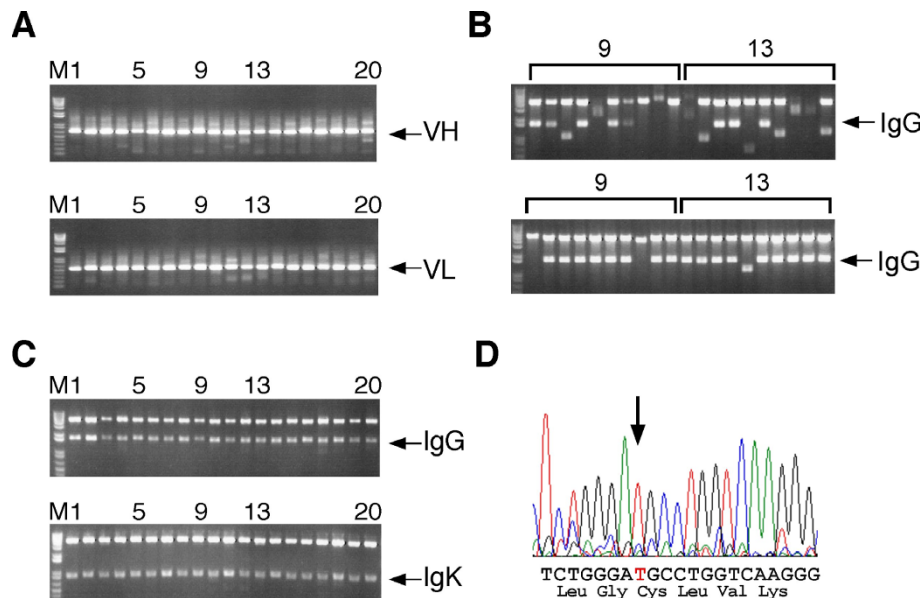 A
M1 5 9 13 20
VH
M1 5 9 13 20
VL
B
9 13
IgG
9 13
IgG
C
M1 5 9 13 20
IgG
M1 5 9 13 20
IgK
D
TCTGGGATGCCTGGTCAAGGG
Leu Gly Cys Leu Val Lys